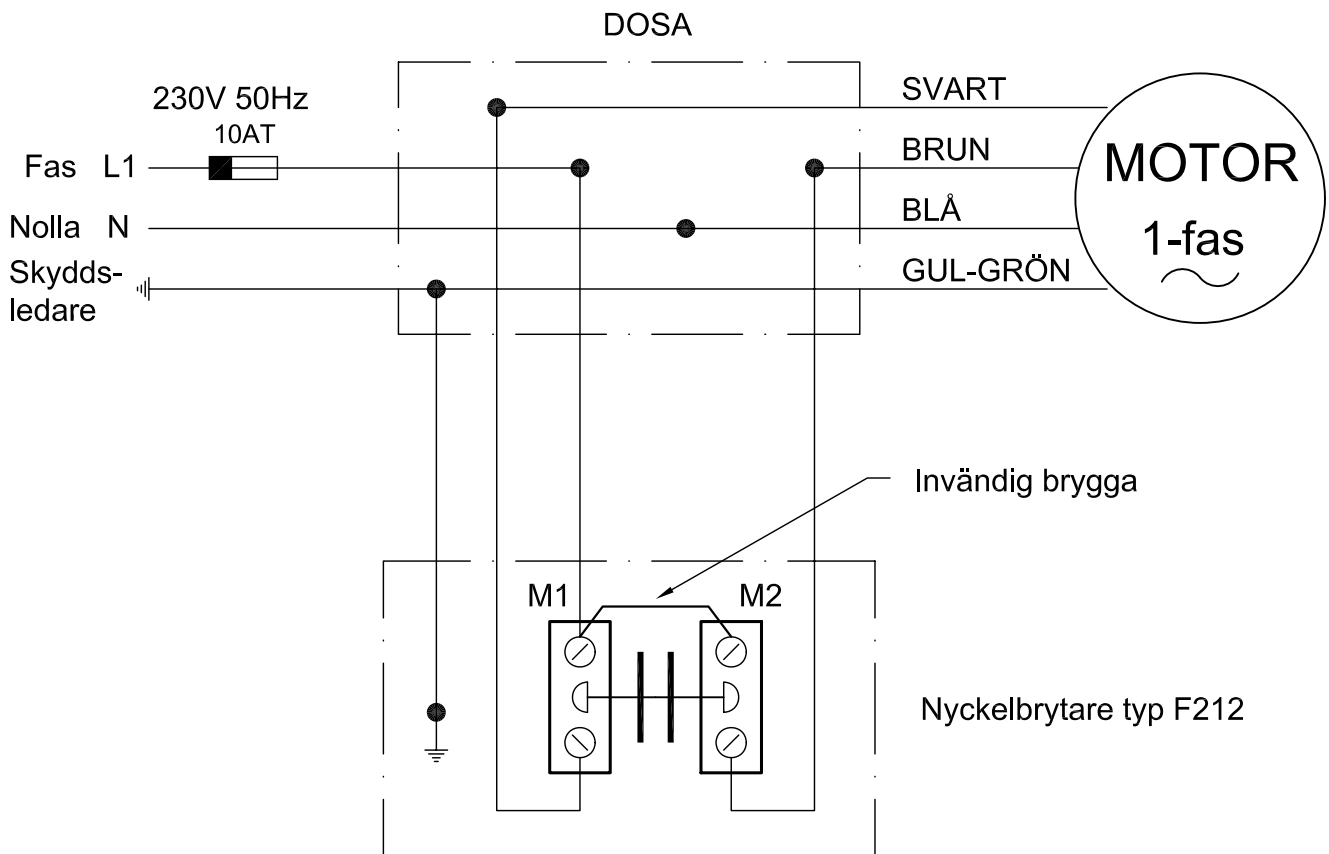 DOSA
230V 50Hz
10AT
SVART
Fas L1
BRUN
MOTOR
Nolla N
BLÅ
1-fas
Skydds-
ledare
GUL-GRÖN
Invändig brygga
M1
M2
Nyckelbrytare typ F212